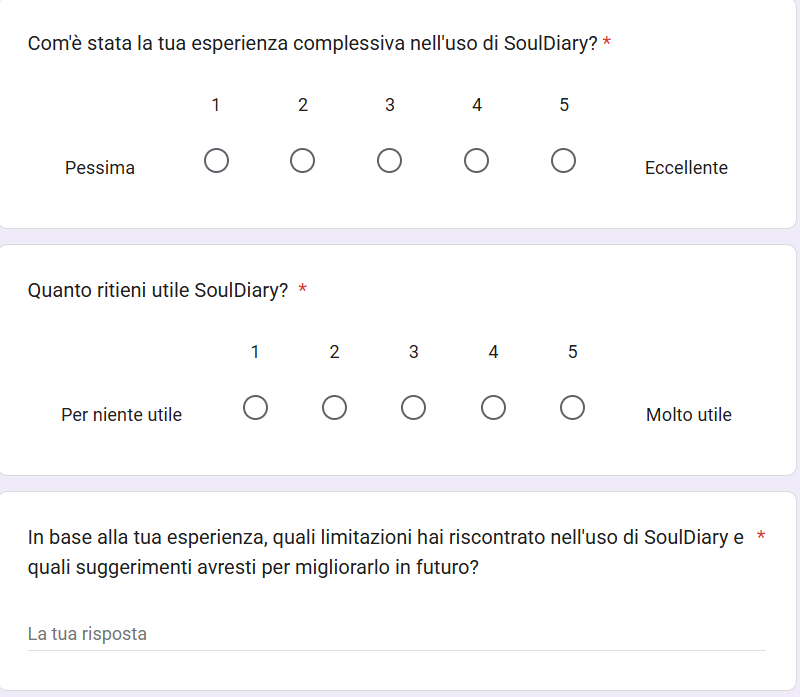 Com'è stata la tua esperienza complessiva nell'uso di SoulDiary? *
1 2 3 4 5
Pessima Eccellente
Quanto ritieni utile SoulDiary? *
1 2 3 4 5
Per niente utile Molto utile
In base alla tua esperienza, quali limitazioni hai riscontrato nell'uso di SoulDiary e *
quali suggerimenti avresti per migliorarlo in futuro?
La tua risposta